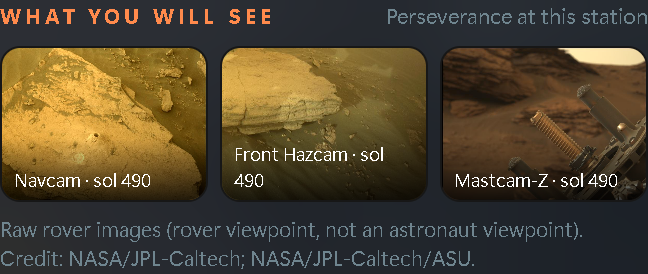 WHAT YOU WILL SEE
Perseverance at this station
Navcam · sol 490
Front Hazcam · sol
490
Mastcam-Z · sol 490
Raw rover images (rover viewpoint, not an astronaut viewpoint).
Credit: NASA/JPL-Caltech; NASA/JPL-Caltech/ASU.